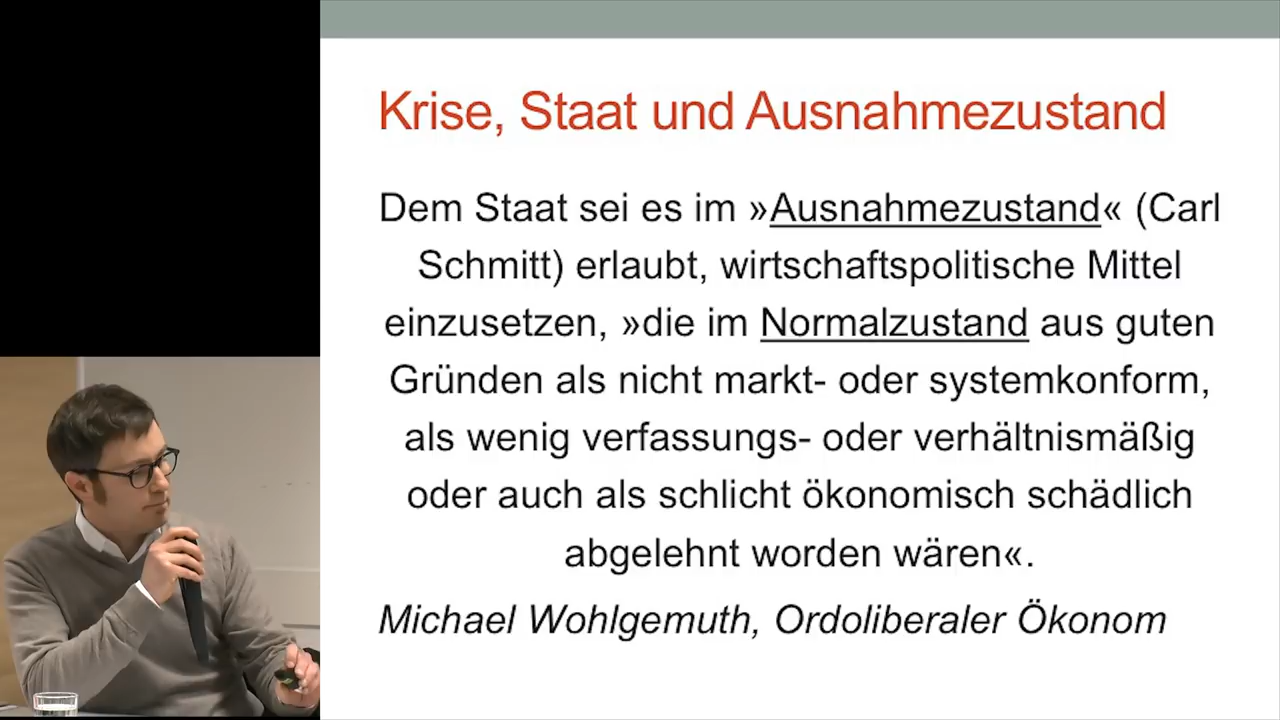 Krise, Staat und Ausnahmezustand
Dem Staat sei es im »Ausnahmezustand« (Carl
Schmitt) erlaubt, wirtschaftspolitische Mittel
einzusetzen, »die im Normalzustand aus guten
Gründen als nicht markt- oder systemkonform,
als wenig verfassungs- oder verhältnismäßig
oder auch als schlicht ökonomisch schädlich
abgelehnt worden wären«.
Michael Wohlgemuth, Ordoliberaler Ökonom